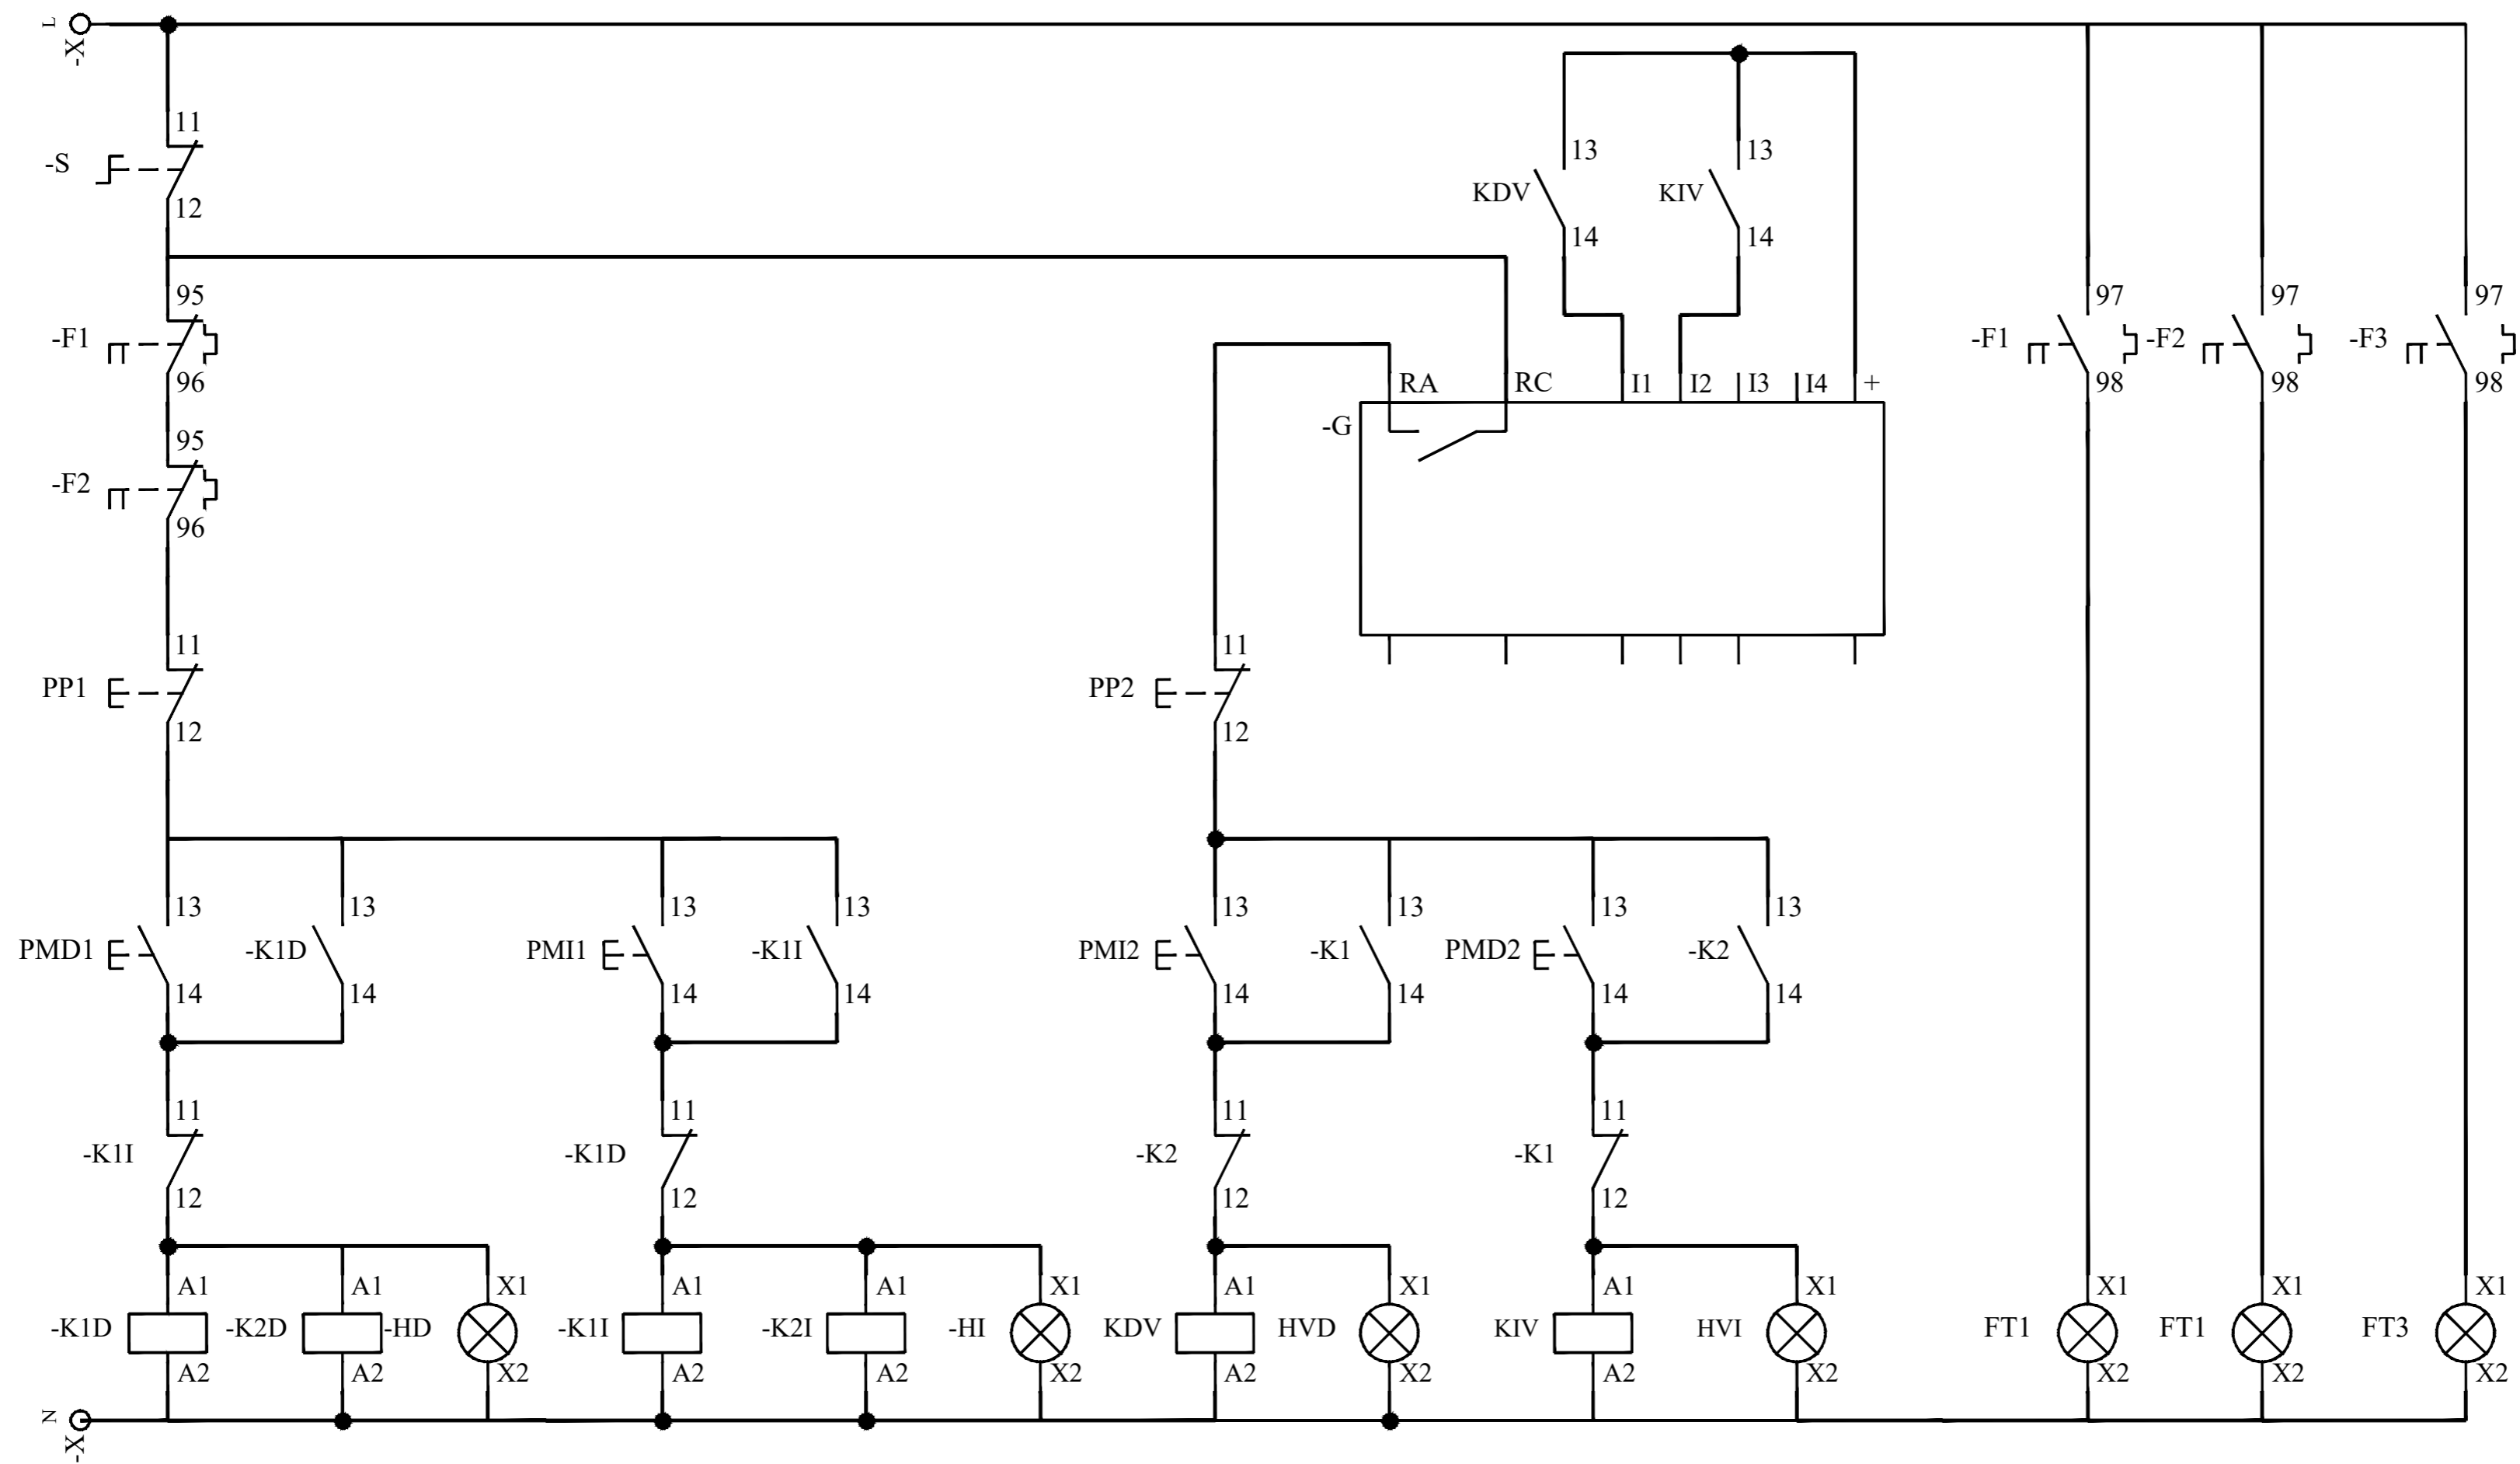 L
-X
11
-S
12
13
13
KDV
KIV
14
14
95
97
97
97
-F1
-F1
-F2
-F3
96
RA
RC
I1
I2
I3
I4
+
98
98
98
-G
95
-F2
96
11
11
PP1
PP2
12
12
13
13
13
13
13
13
13
13
PMD1
-K1D
PMI1
-K1I
PMI2
-K1
PMD2
-K2
14
14
14
14
14
14
14
14
11
11
11
11
-K1I
-K1D
-K2
-K1
12
12
12
12
A1
A1
X1
A1
A1
X1
A1
X1
A1
X1
X1
X1
X1
-K1D
-K2D
-HD
-K1I
-K2I
-HI
KDV
HVD
KIV
HVI
FT1
FT1
FT3
A2
A2
X2
A2
A2
X2
A2
X2
A2
X2
X2
X2
X2
N
-X